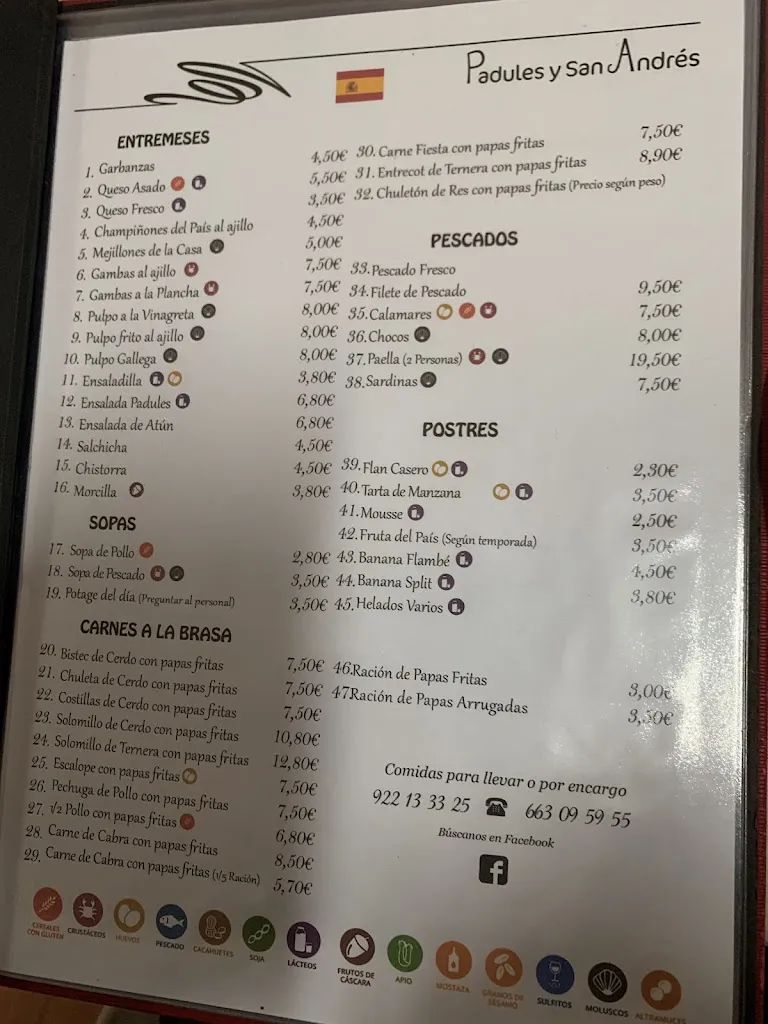 Padules y San Andrés
ENTREMESES
1. Garbanzas 4,50€
2. Queso Asado 5,50€
3. Queso Fresco 3,50€
4. Champiñones del País al ajillo 4,50€
5. Mejillones de la Casa 5,00€
6. Gambas al ajillo 7,50€
7. Gambas a la Plancha 7,50€
8. Pulpo a la Vinagreta 8,00€
9. Pulpo frito al ajillo 8,00€
10. Pulpo Gallega 8,00€
11. Ensaladilla 3,80€
12. Ensalada Padules 6,80€
13. Ensalada de Atún 6,80€
14. Salchicha 4,50€
15. Chistorra 4,50€
16. Morcilla 3,80€
SOPAS
17. Sopa de Pollo 2,80€
18. Sopa de Pescado 3,50€
19. Potage del día (Preguntar al personal) 3,50€
CARNES A LA BRASA
20. Bistec de Cerdo con papas fritas 7,50€
21. Chuleta de Cerdo con papas fritas 7,50€
22. Costillas de Cerdo con papas fritas 7,50€
23. Solomillo de Cerdo con papas fritas 10,80€
24. Solomillo de Ternera con papas fritas 12,80€
25. Escalope con papas fritas 7,50€
26. Pechuga de Pollo con papas fritas 7,50€
27. 1/2 Pollo con papas fritas 6,80€
28. Carne de Cabra con papas fritas 8,50€
29. Carne de Cabra con papas fritas (1/5 Ración) 5,70€
30. Carne Fiesta con papas fritas 7,50€
31. Entrecot de Ternera con papas fritas 8,90€
32. Chuletón de Res con papas fritas (Precio según peso)
PESCADOS
33. Pescado Fresco
34. Filete de Pescado 9,50€
35. Calamares 7,50€
36. Chocos 8,00€
37. Paella (2 Personas) 19,50€
38. Sardinas 7,50€
POSTRES
39. Flan Casero 2,30€
40. Tarta de Manzana 3,50€
41. Mousse 2,50€
42. Fruta del País (Según temporada) 3,50€
43. Banana Flambé 4,50€
44. Banana Split 3,80€
45. Helados Varios
46. Ración de Papas Fritas 3,00€
47 Ración de Papas Arrugadas 3,50€
Comidas para llevar o por encargo
922 13 33 25 663 09 59 55
Búscanos en Facebook
f
CEREALES CON GLUTEN
CRUSTÁCEOS
HUEVOS
PESCADO
CACAHUETES
SOJA
LÁCTEOS
FRUTOS DE CÁSCARA
APIO
MOSTAZA
GRANOS DE SÉSAMO
SULFITOS
MOLUSCOS
ALTRAMUCES